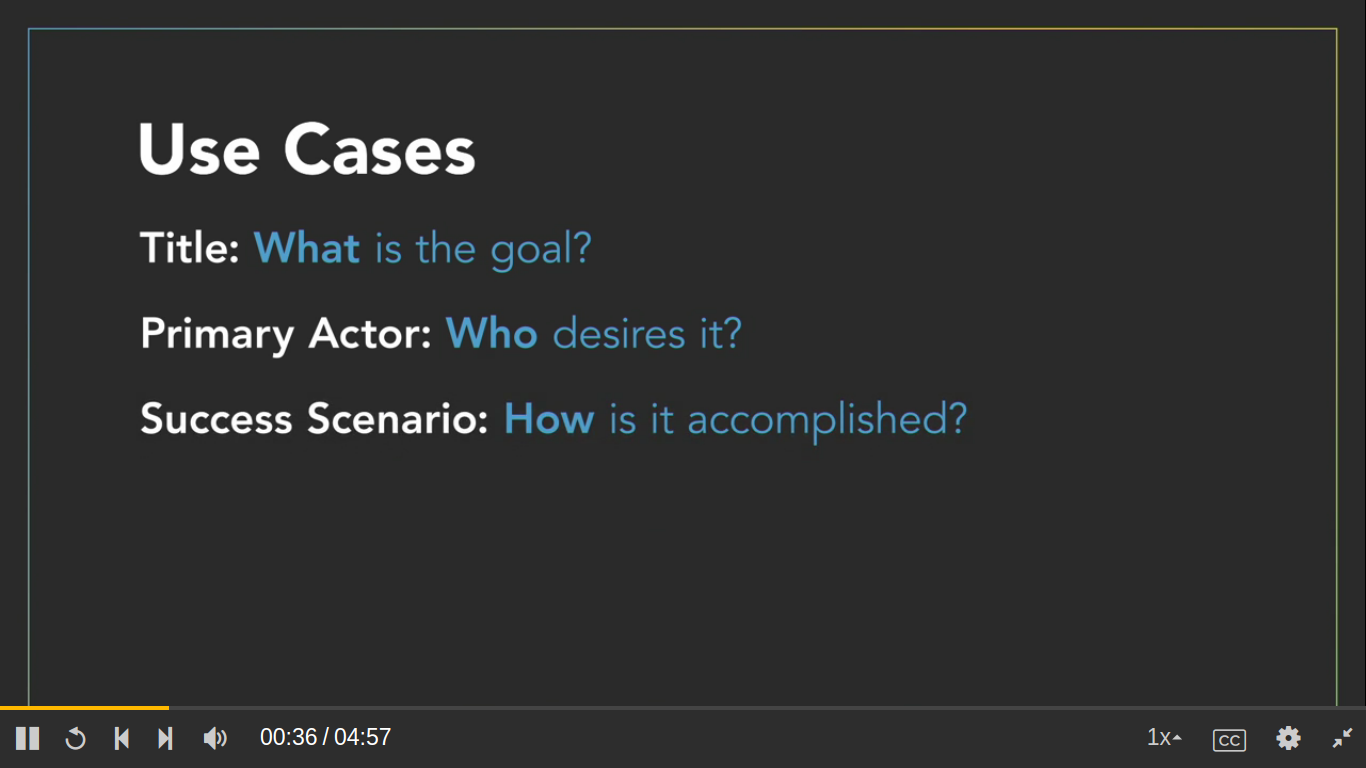 Use Cases
Title: What is the goal?
Primary Actor: Who desires it?
Success Scenario: How is it accomplished?
00:36 / 04:57
1x
CC